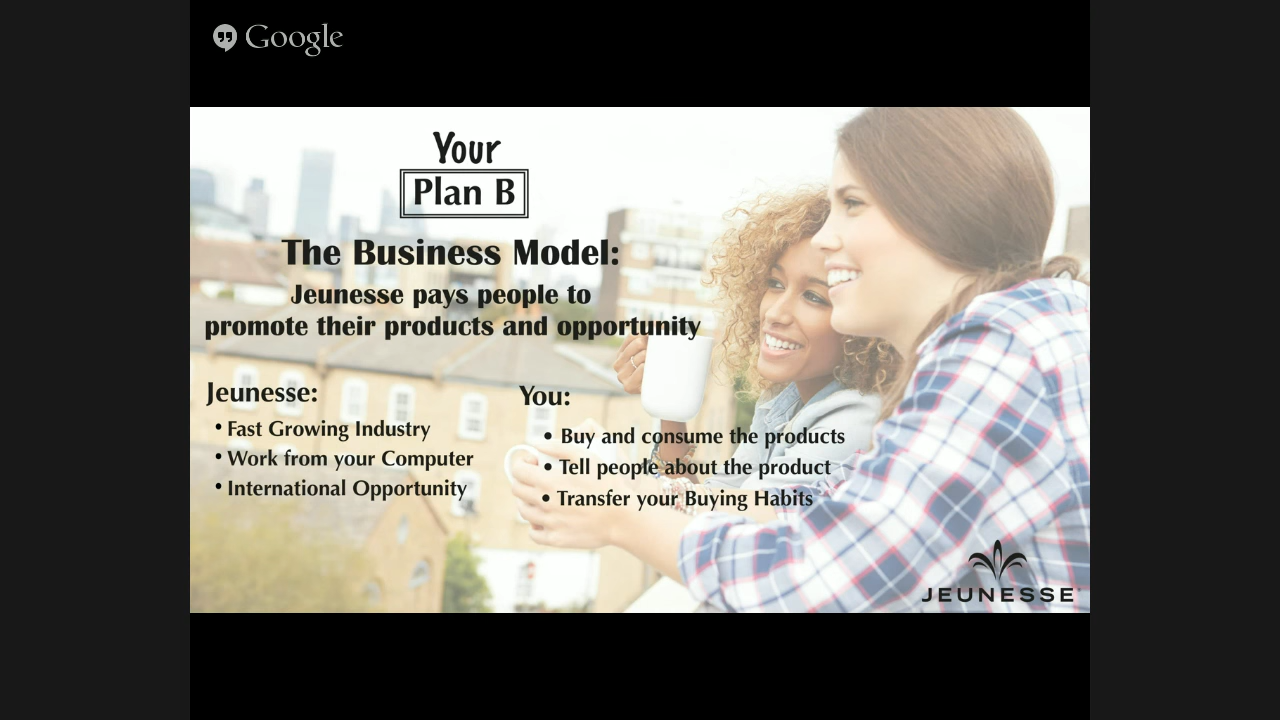 Google
Your
Plan B
The Business Model:
Jeunesse pays people to
promote their products and opportunity
Jeunesse:
• Fast Growing Industry
• Work from your Computer
• International Opportunity
You:
• Buy and consume the products
• Tell people about the product
• Transfer your Buying Habits
JEUNESSE